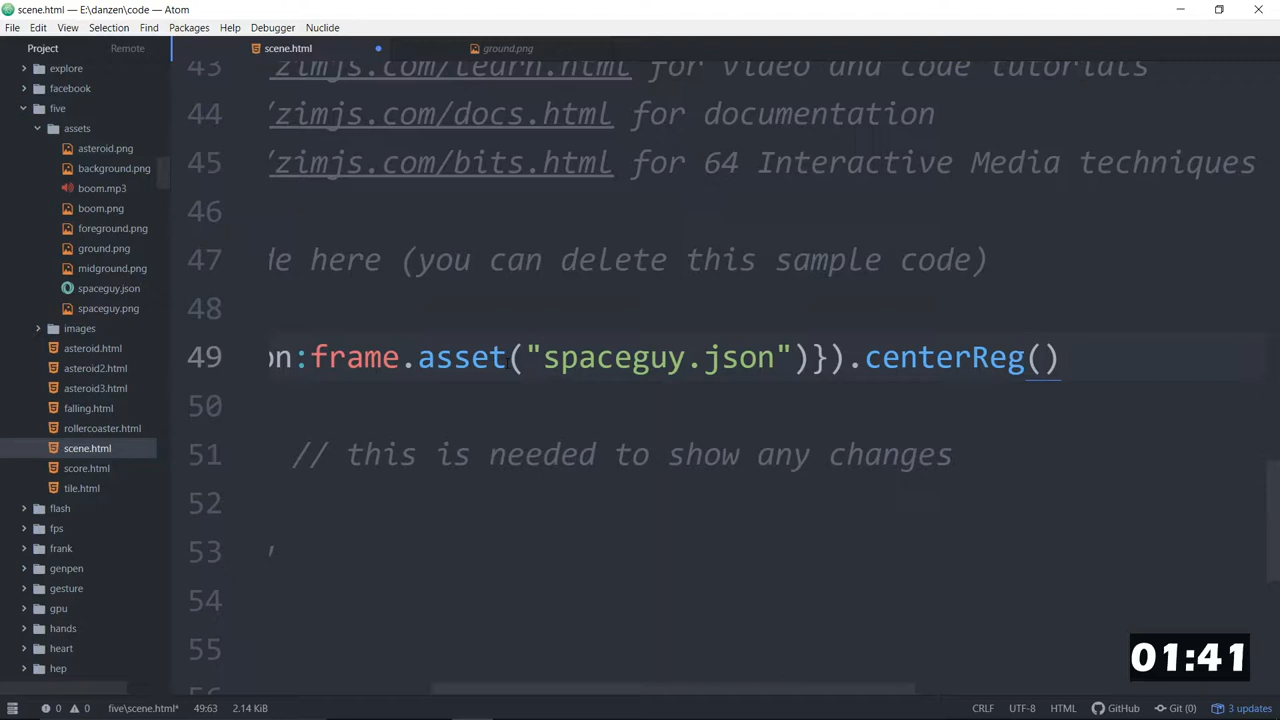 scene.html — E:\danzen\code — Atom
File Edit View Selection Find Packages Help Debugger Nuclide
Project Remote
scene.html
ground.png
explore
facebook
five
assets
asteroid.png
background.png
boom.mp3
boom.png
foreground.png
ground.png
midground.png
spaceguy.json
spaceguy.png
images
asteroid.html
asteroid2.html
asteroid3.html
falling.html
rollercoaster.html
scene.html
score.html
tile.html
flash
fps
frank
genpen
gesture
gpu
hands
heart
hep
43 /zimjs.com/learn.html for video and code tutorials
44 /zimjs.com/docs.html for documentation
45 /zimjs.com/bits.html for 64 Interactive Media techniques
46
47 de here (you can delete this sample code)
48
49 on:frame.asset("spaceguy.json")}).centerReg()
50
51 // this is needed to show any changes
52
53
54
55
01:41
0 0 five\scene.html* 49:63 2.14 KiB CRLF UTF-8 HTML GitHub Git (0) 3 updates